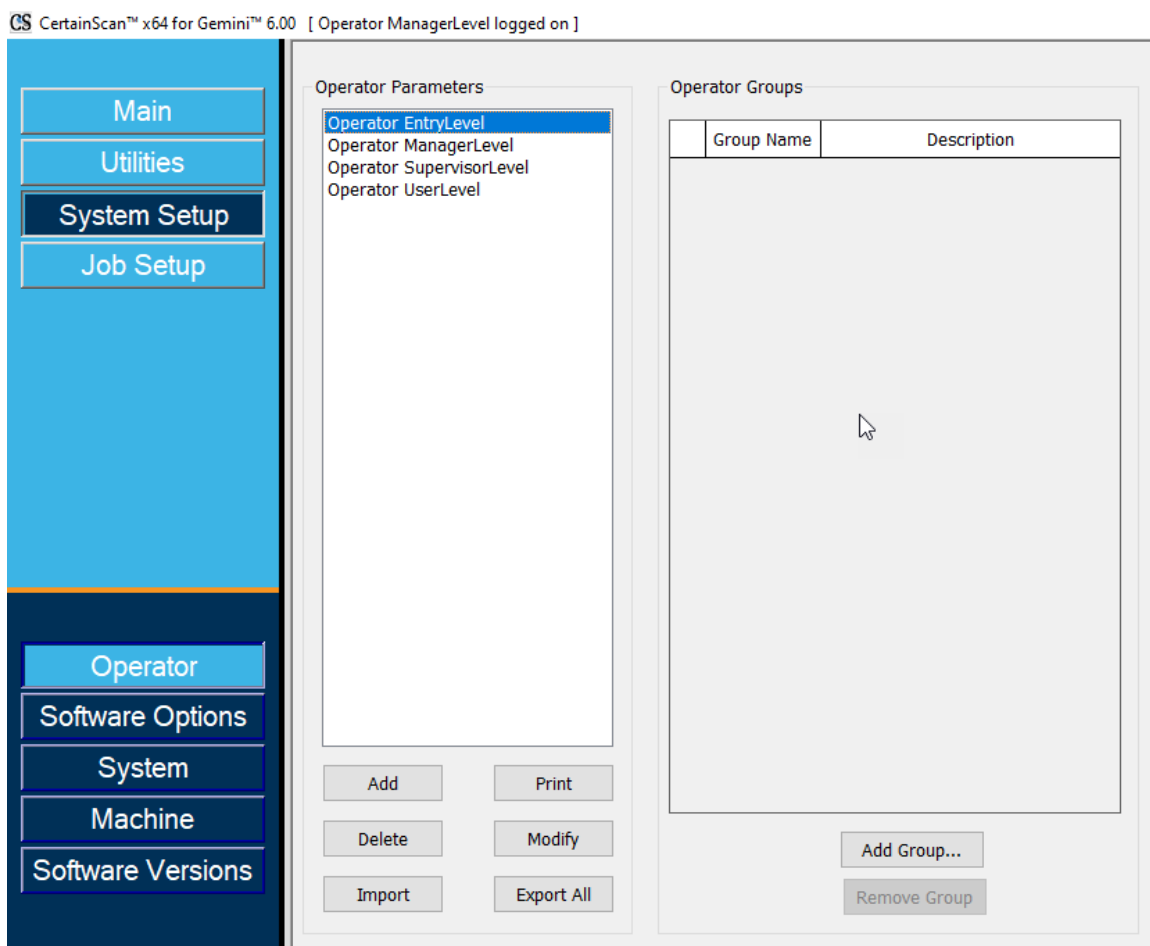 CS CertainScan™ x64 for Gemini™ 6.00 [ Operator ManagerLevel logged on ]
Main
Utilities
System Setup
Job Setup
Operator
Software Options
System
Machine
Software Versions
Operator Parameters
Operator EntryLevel
Operator ManagerLevel
Operator SupervisorLevel
Operator UserLevel
Add Print
Delete Modify
Import Export All
Operator Groups
Group Name Description
Add Group...
Remove Group